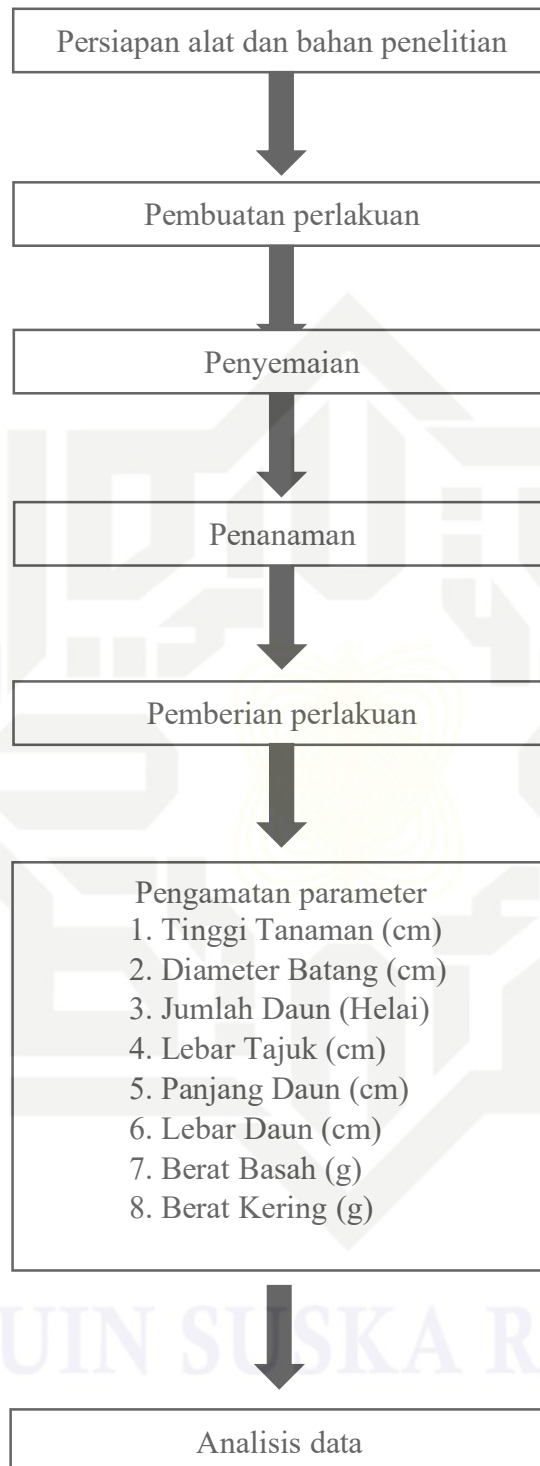 Persiapan alat dan bahan penelitian
Pembuatan perlakuan
Penyemaian
Penanaman
Pemberian perlakuan
Pengamatan parameter
1. Tinggi Tanaman (cm)
2. Diameter Batang (cm)
3. Jumlah Daun (Helai)
4. Lebar Tajuk (cm)
5. Panjang Daun (cm)
6. Lebar Daun (cm)
7. Berat Basah (g)
8. Berat Kering (g)
UIN SUSKA R
Analisis data